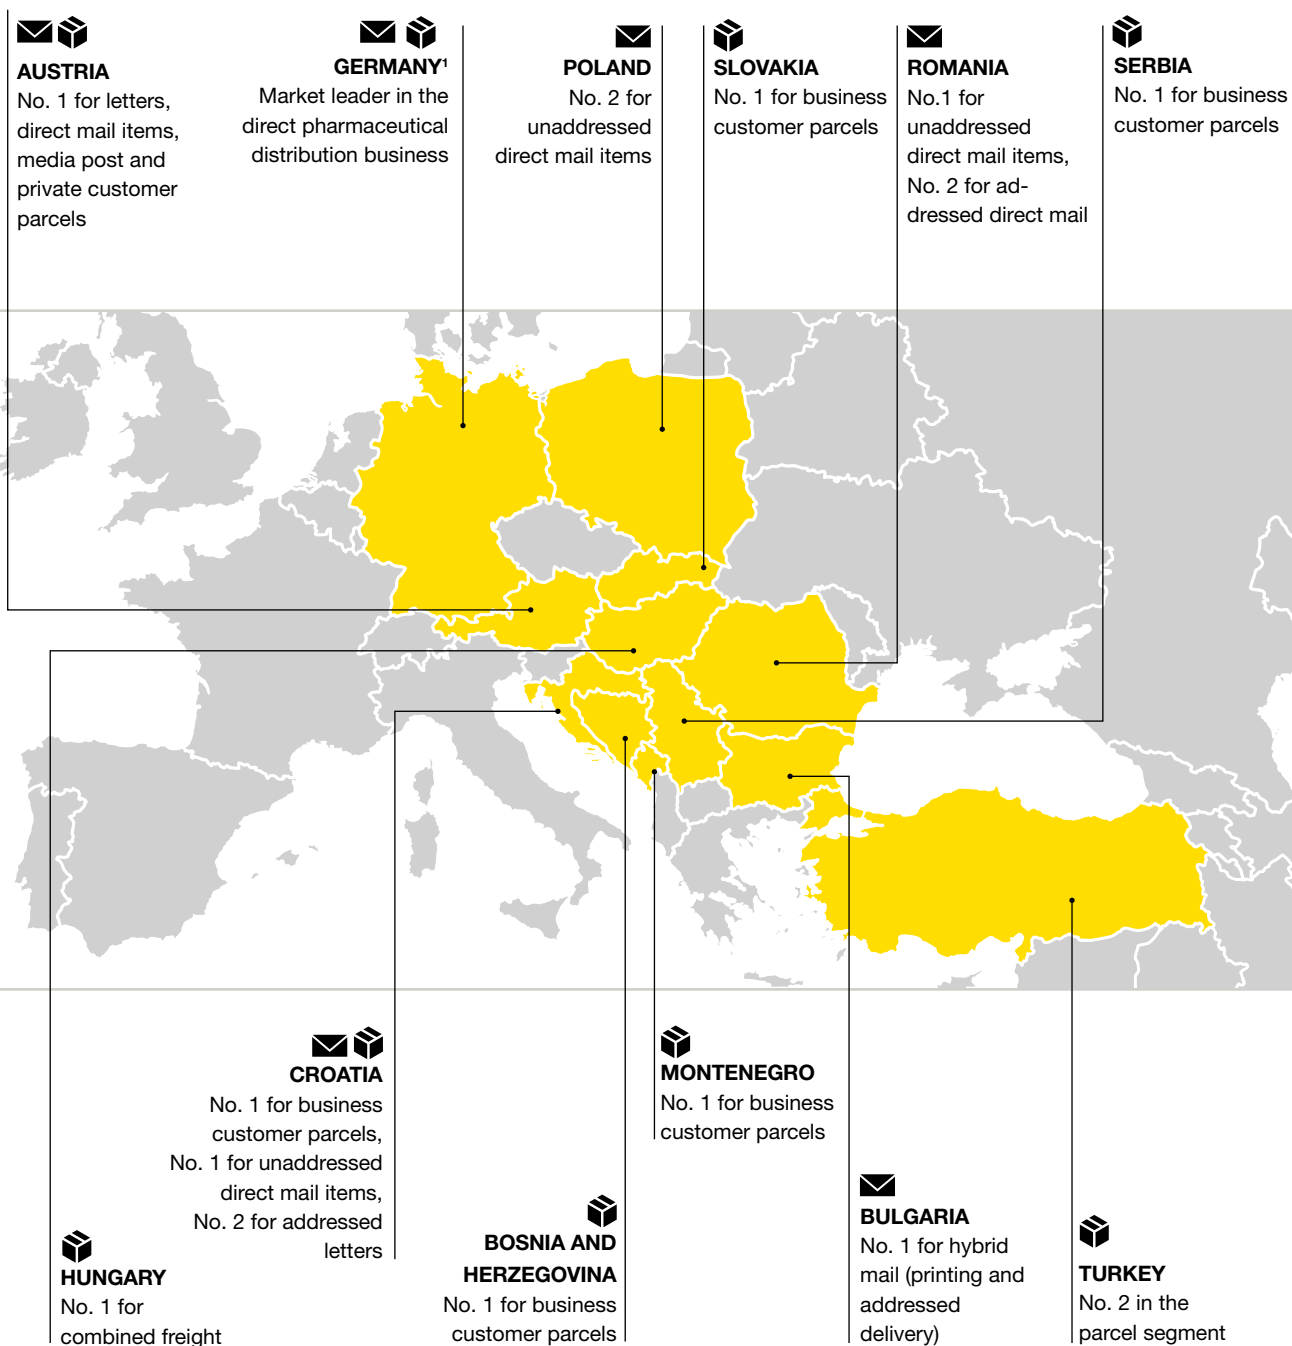 AUSTRIA
No. 1 for letters,
direct mail items,
media post and
private customer
parcels
GERMANY¹
Market leader in the
direct pharmaceutical
distribution business
POLAND
No. 2 for
unaddressed
direct mail items
SLOVAKIA
No. 1 for business
customer parcels
ROMANIA
No.1 for
unaddressed
direct mail items,
No. 2 for ad-
dressed direct mail
SERBIA
No. 1 for business
customer parcels
CROATIA
No. 1 for business
customer parcels,
No. 1 for unaddressed
direct mail items,
No. 2 for addressed
letters
MONTENEGRO
No. 1 for business
customer parcels
HUNGARY
No. 1 for
combined freight
BOSNIA AND
HERZEGOVINA
No. 1 for business
customer parcels
BULGARIA
No. 1 for hybrid
mail (printing and
addressed
delivery)
TURKEY
No. 2 in the
parcel segment